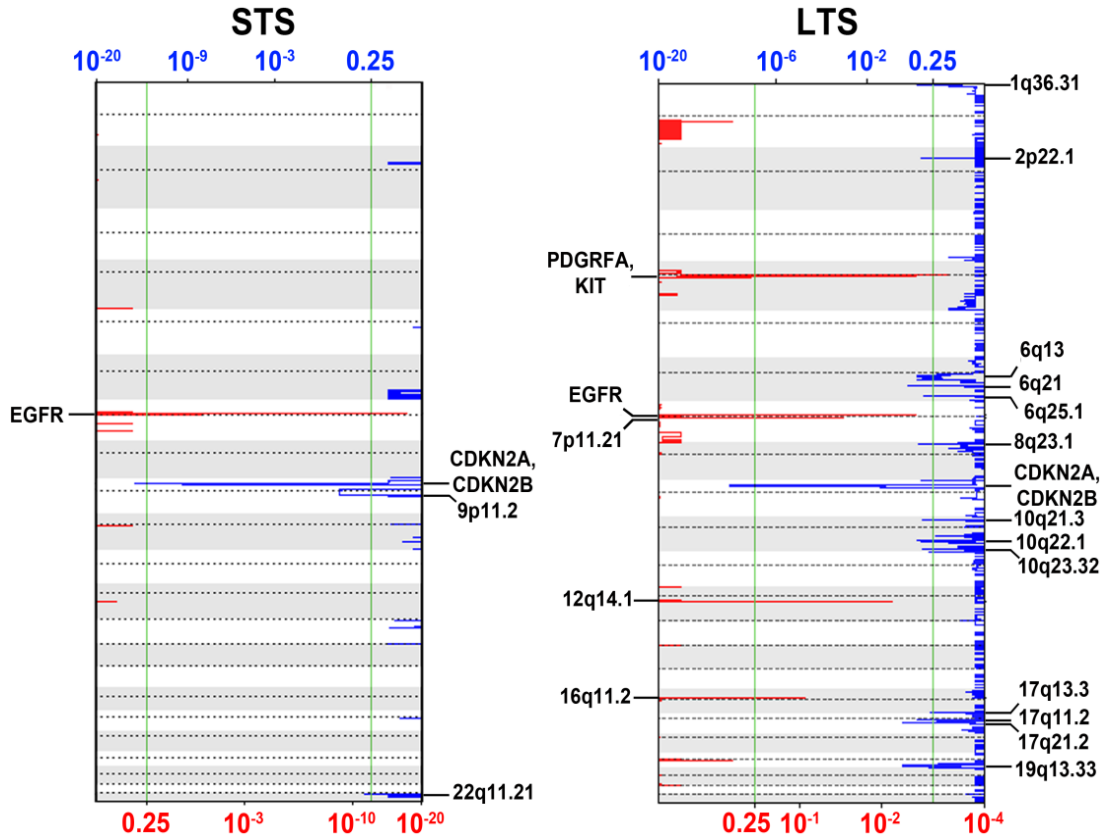 STS
LTS
10-20 10-9 10-3 0.25
10-20 10-6 10-2 0.25
EGFR
CDKN2A,
CDKN2B
9p11.2
22q11.21
0.25 10-3 10-10 10-20
PDGRFA,
KIT
EGFR
7p11.21
12q14.1
16q11.2
1q36.31
2p22.1
6q13
6q21
6q25.1
8q23.1
CDKN2A,
CDKN2B
10q21.3
10q22.1
10q23.32
17q13.3
17q11.2
17q21.2
19q13.33
0.25 10-1 10-2 10-4